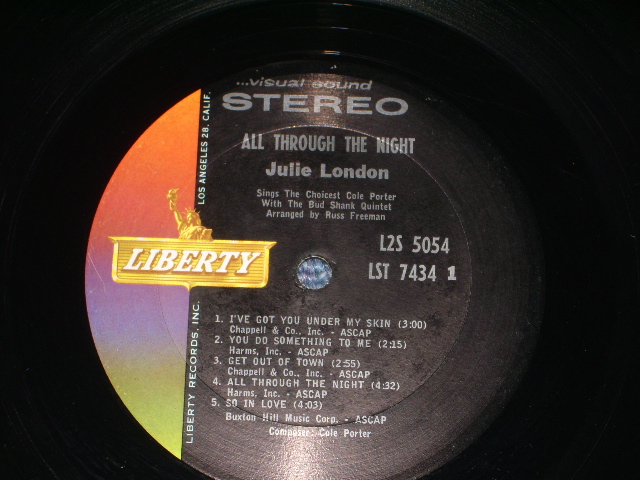 ...visual sound
STEREO
ALL THROUGH THE NIGHT
Julie London
Sings The Choicest Cole Porter
With The Bud Shank Quintet
Arranged by Russ Freeman
L2S 5054
LST 7434 1
LIBERTY
LOS ANGELES 28, CALIF.
LIBERTY RECORDS, INC.
1. I'VE GOT YOU UNDER MY SKIN (3:00)
Chappell & Co., Inc. - ASCAP
2. YOU DO SOMETHING TO ME (2:15)
Harms, Inc. - ASCAP
3. GET OUT OF TOWN (2:55)
Chappell & Co., Inc. - ASCAP
4. ALL THROUGH THE NIGHT (4:32)
Harms, Inc. - ASCAP
5. SO IN LOVE (4:03)
Buxton Hill Music Corp. - ASCAP
Composer: Cole Porter